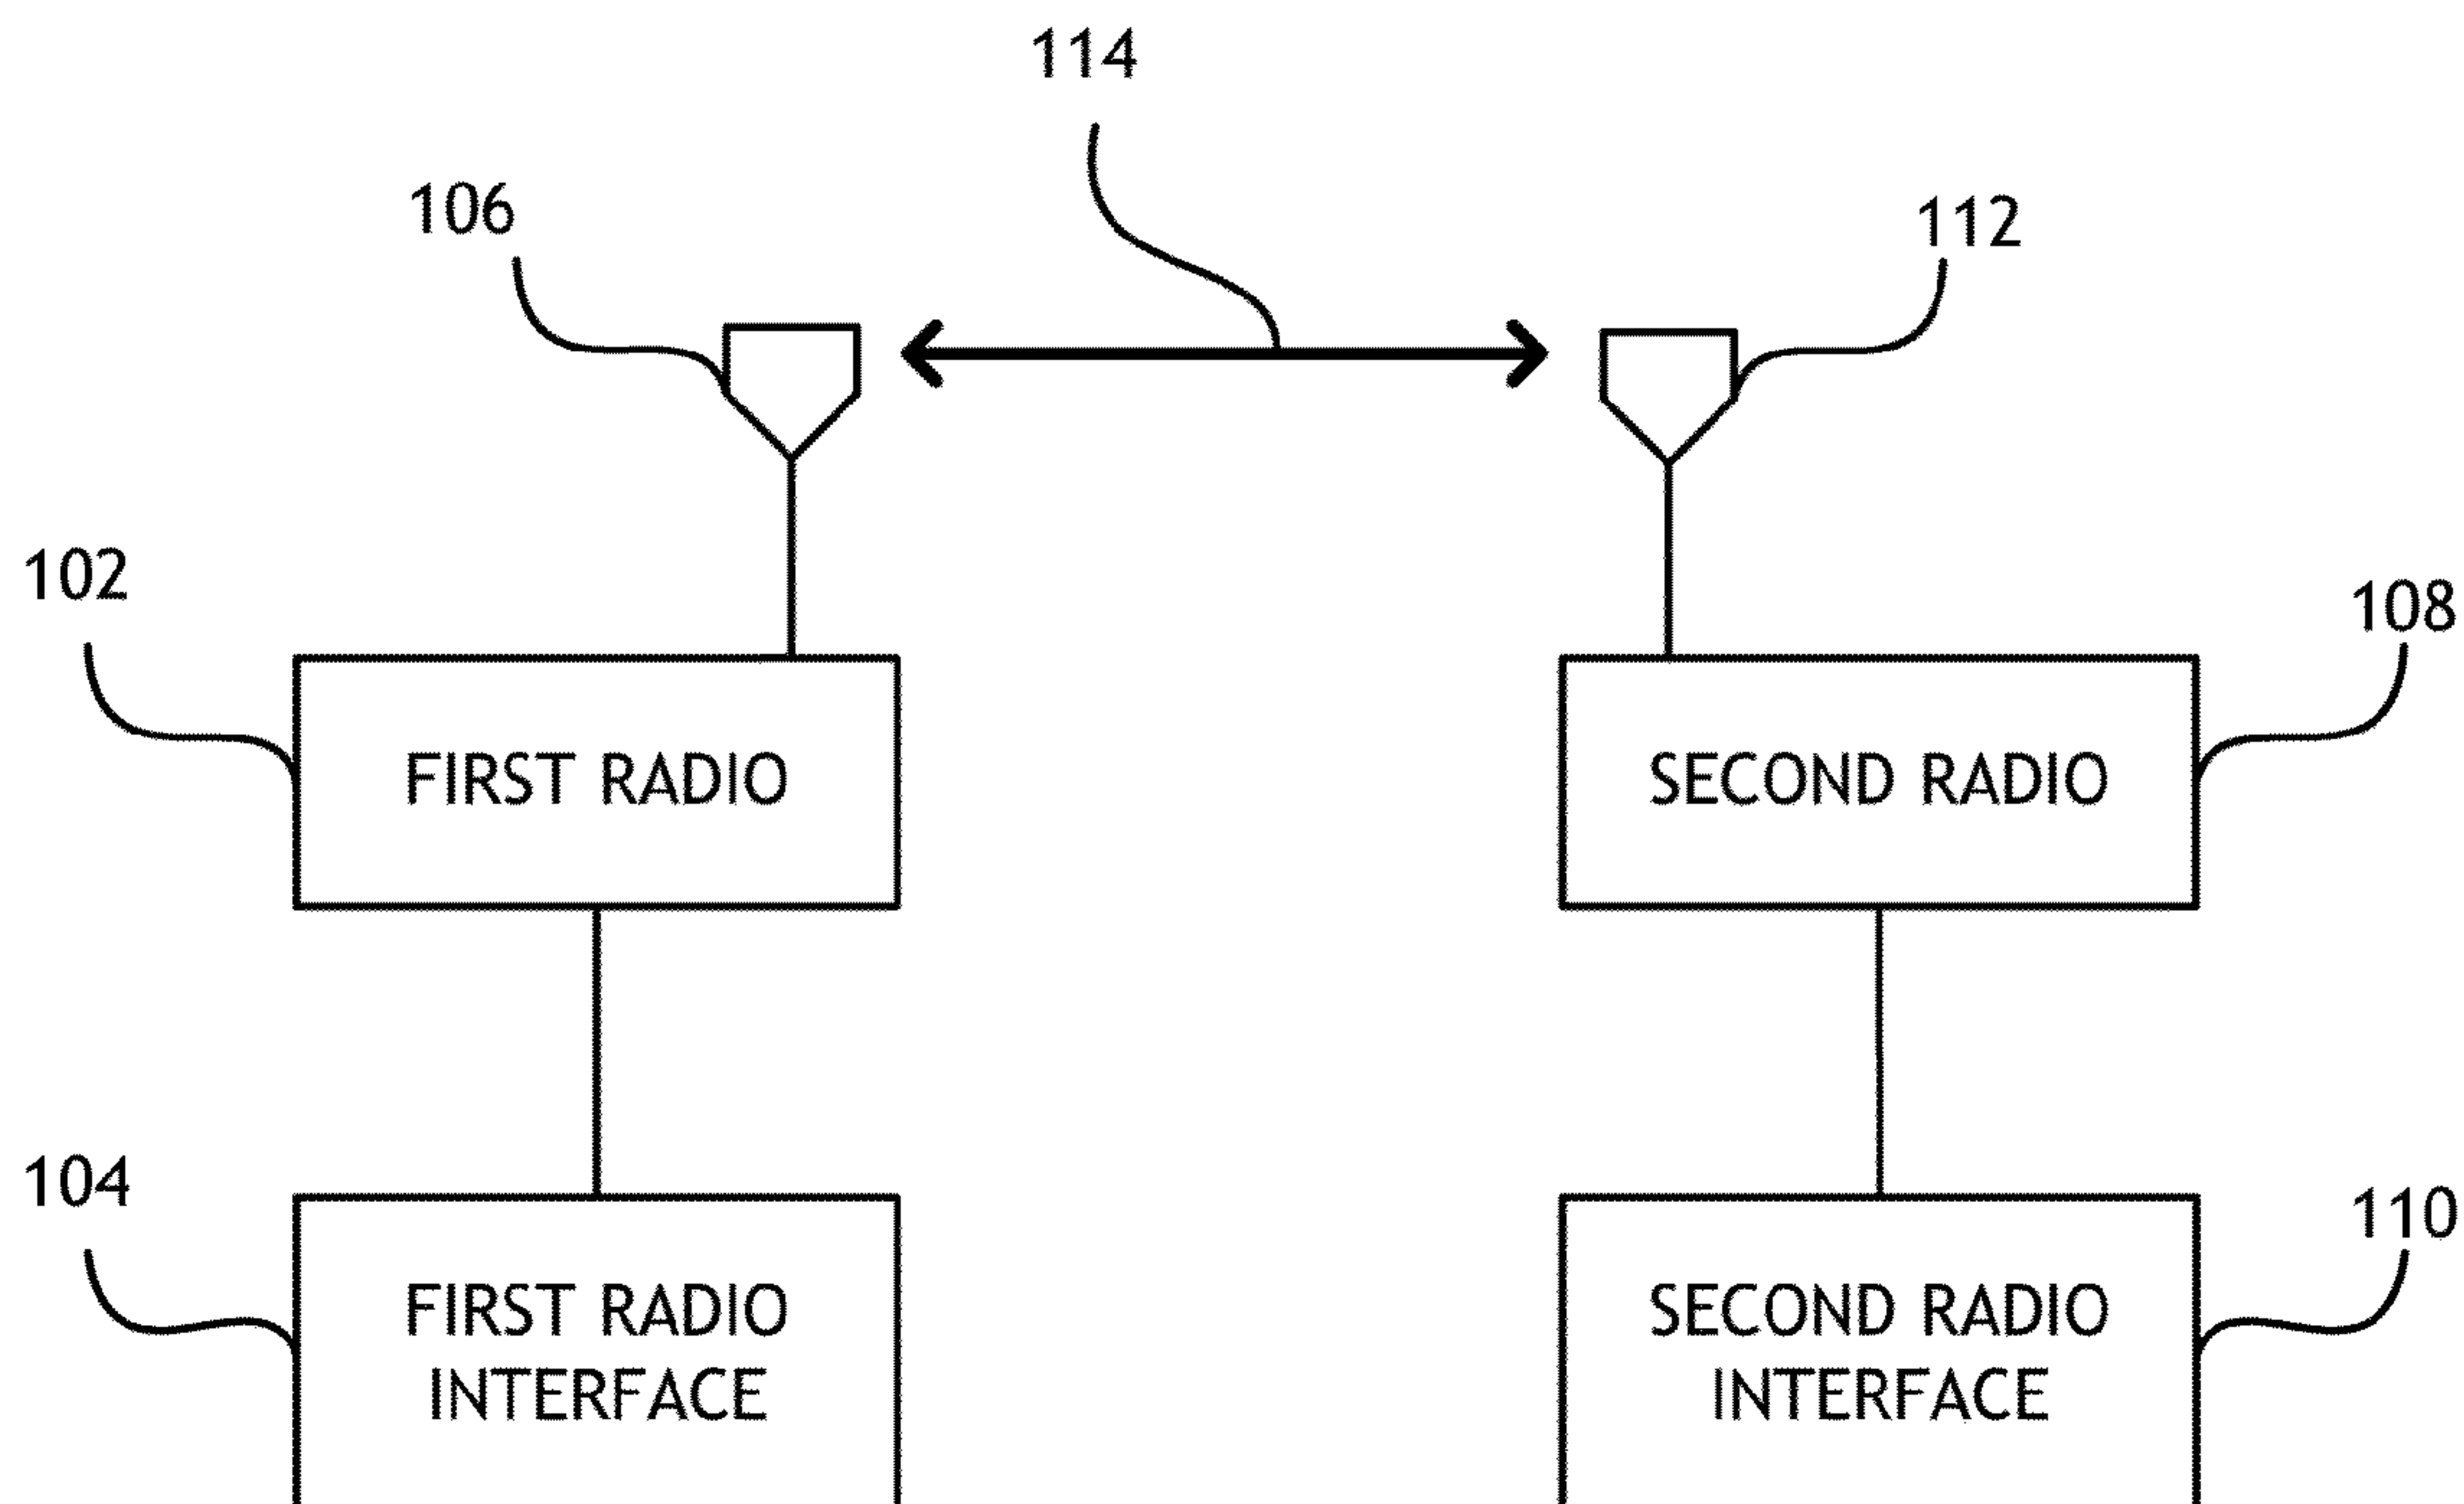 114
106
112
102
108
FIRST RADIO
SECOND RADIO
104
110
FIRST RADIO
INTERFACE
SECOND RADIO
INTERFACE